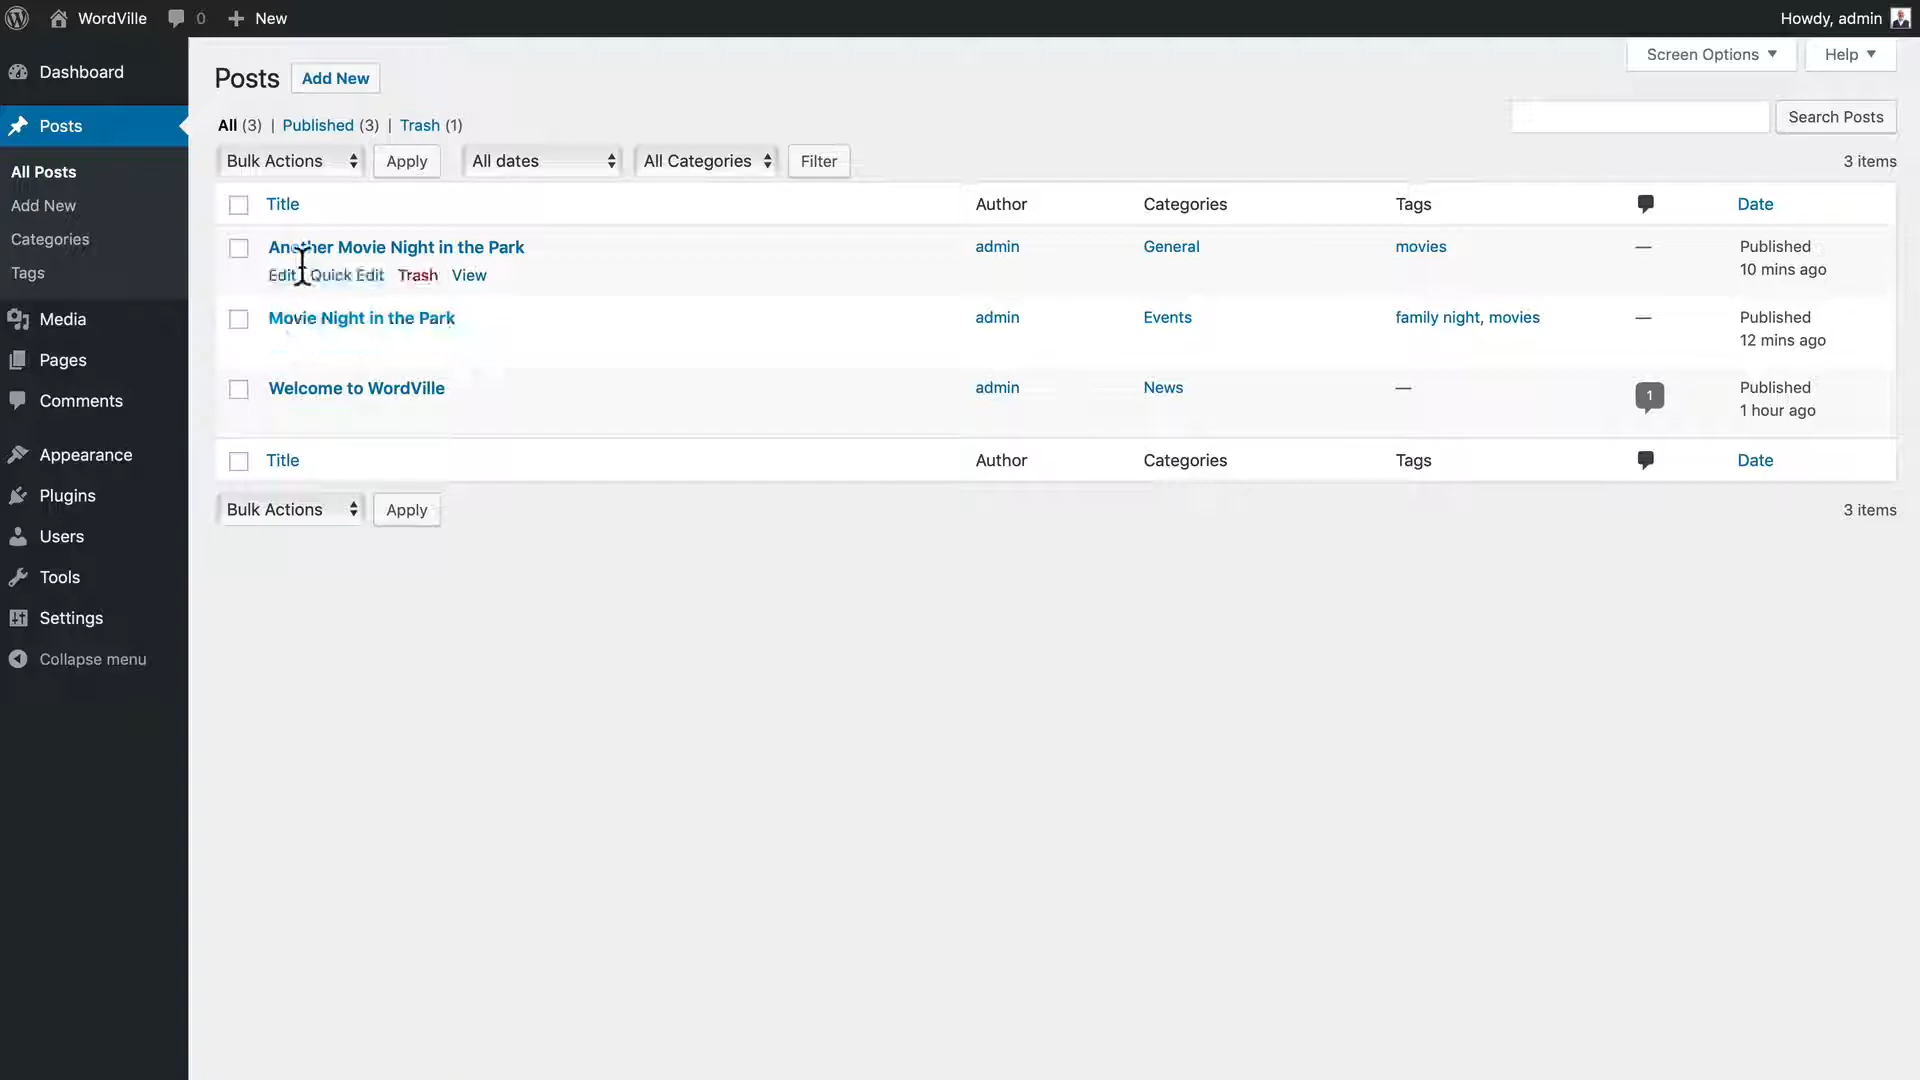 WordVille 0 New Howdy, admin
Screen Options Help
Dashboard
Posts
All Posts
Add New
Categories
Tags
Media
Pages
Comments
Appearance
Plugins
Users
Tools
Settings
Collapse menu
Posts Add New
All (3) | Published (3) | Trash (1)
Search Posts
Bulk Actions Apply All dates All Categories Filter 3 items
Title Author Categories Tags Date
Another Movie Night in the Park admin General movies — Published
Edit Quick Edit Trash View 10 mins ago
Movie Night in the Park admin Events family night, movies — Published
12 mins ago
Welcome to WordVille admin News — 1 Published
1 hour ago
Title Author Categories Tags Date
Bulk Actions Apply 3 items